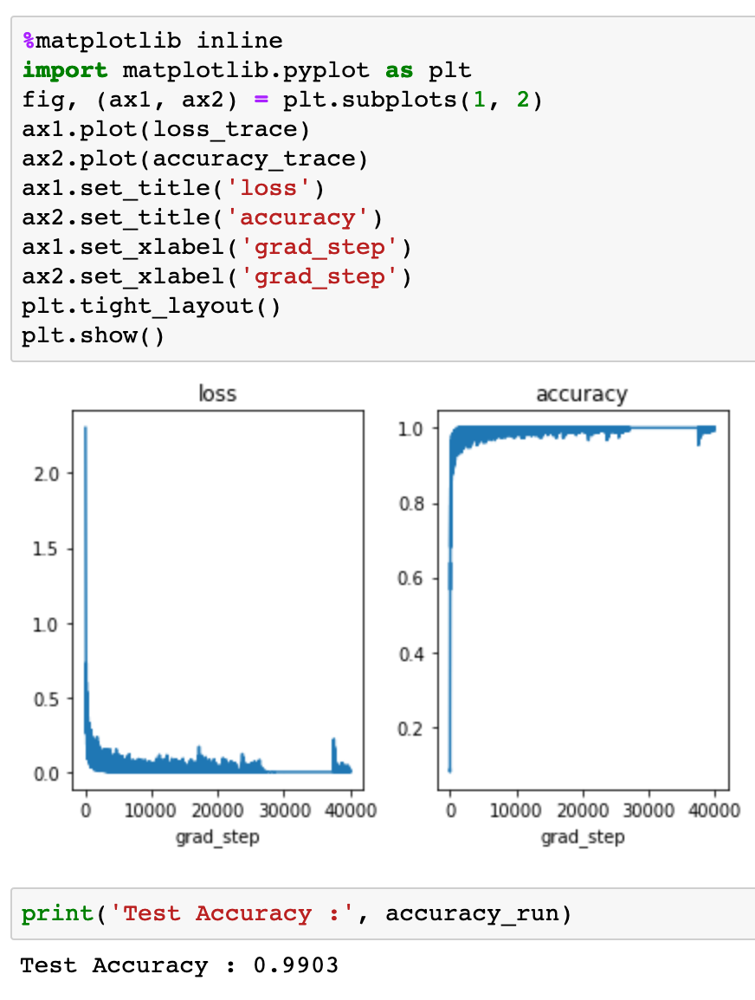 %matplotlib inline
import matplotlib.pyplot as plt
fig, (ax1, ax2) = plt.subplots(1, 2)
ax1.plot(loss_trace)
ax2.plot(accuracy_trace)
ax1.set_title('loss')
ax2.set_title('accuracy')
ax1.set_xlabel('grad_step')
ax2.set_xlabel('grad_step')
plt.tight_layout()
plt.show()
loss
2.0
1.5
1.0
0.5
0.0
0 10000 20000 30000 40000
grad_step
accuracy
1.0
0.8
0.6
0.4
0.2
0 10000 20000 30000 40000
grad_step
print('Test Accuracy :', accuracy_run)
Test Accuracy : 0.9903